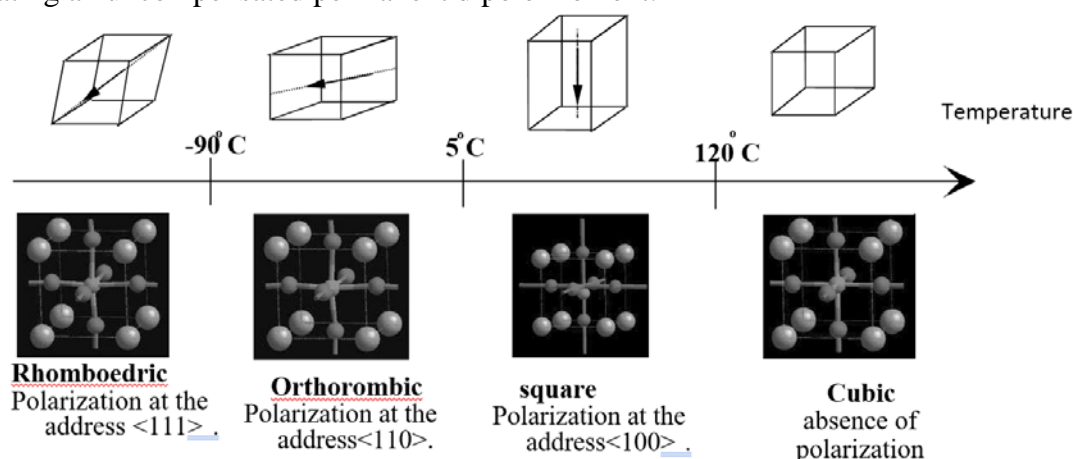 Temperature
-90°C
5°C
120°C
Rhomboedric
Polarization at the
address <111> .
Orthorombic
Polarization at the
address<110>.
square
Polarization at the
address<100> .
Cubic
absence of
polarization